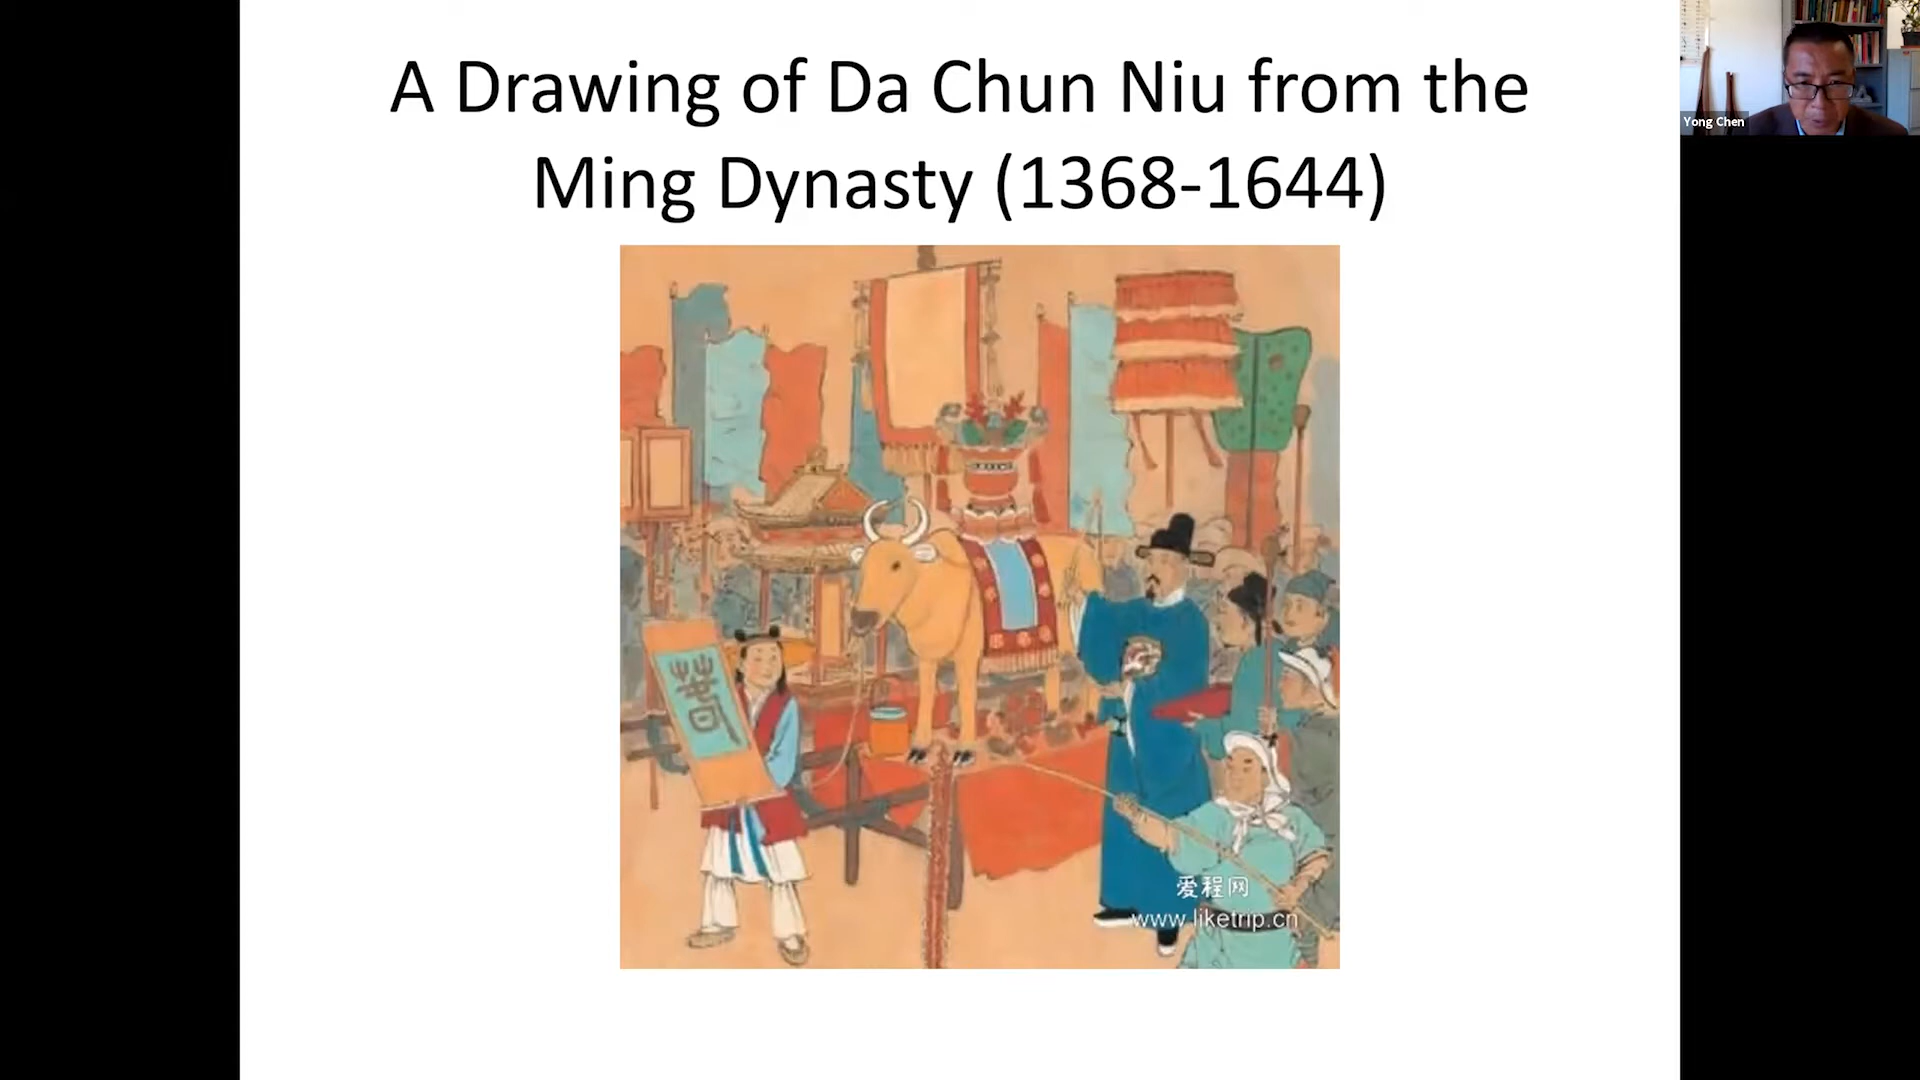 A Drawing of Da Chun Niu from the
Ming Dynasty (1368-1644)
Yong Chen
春
爱程网
www.liketrip.cn